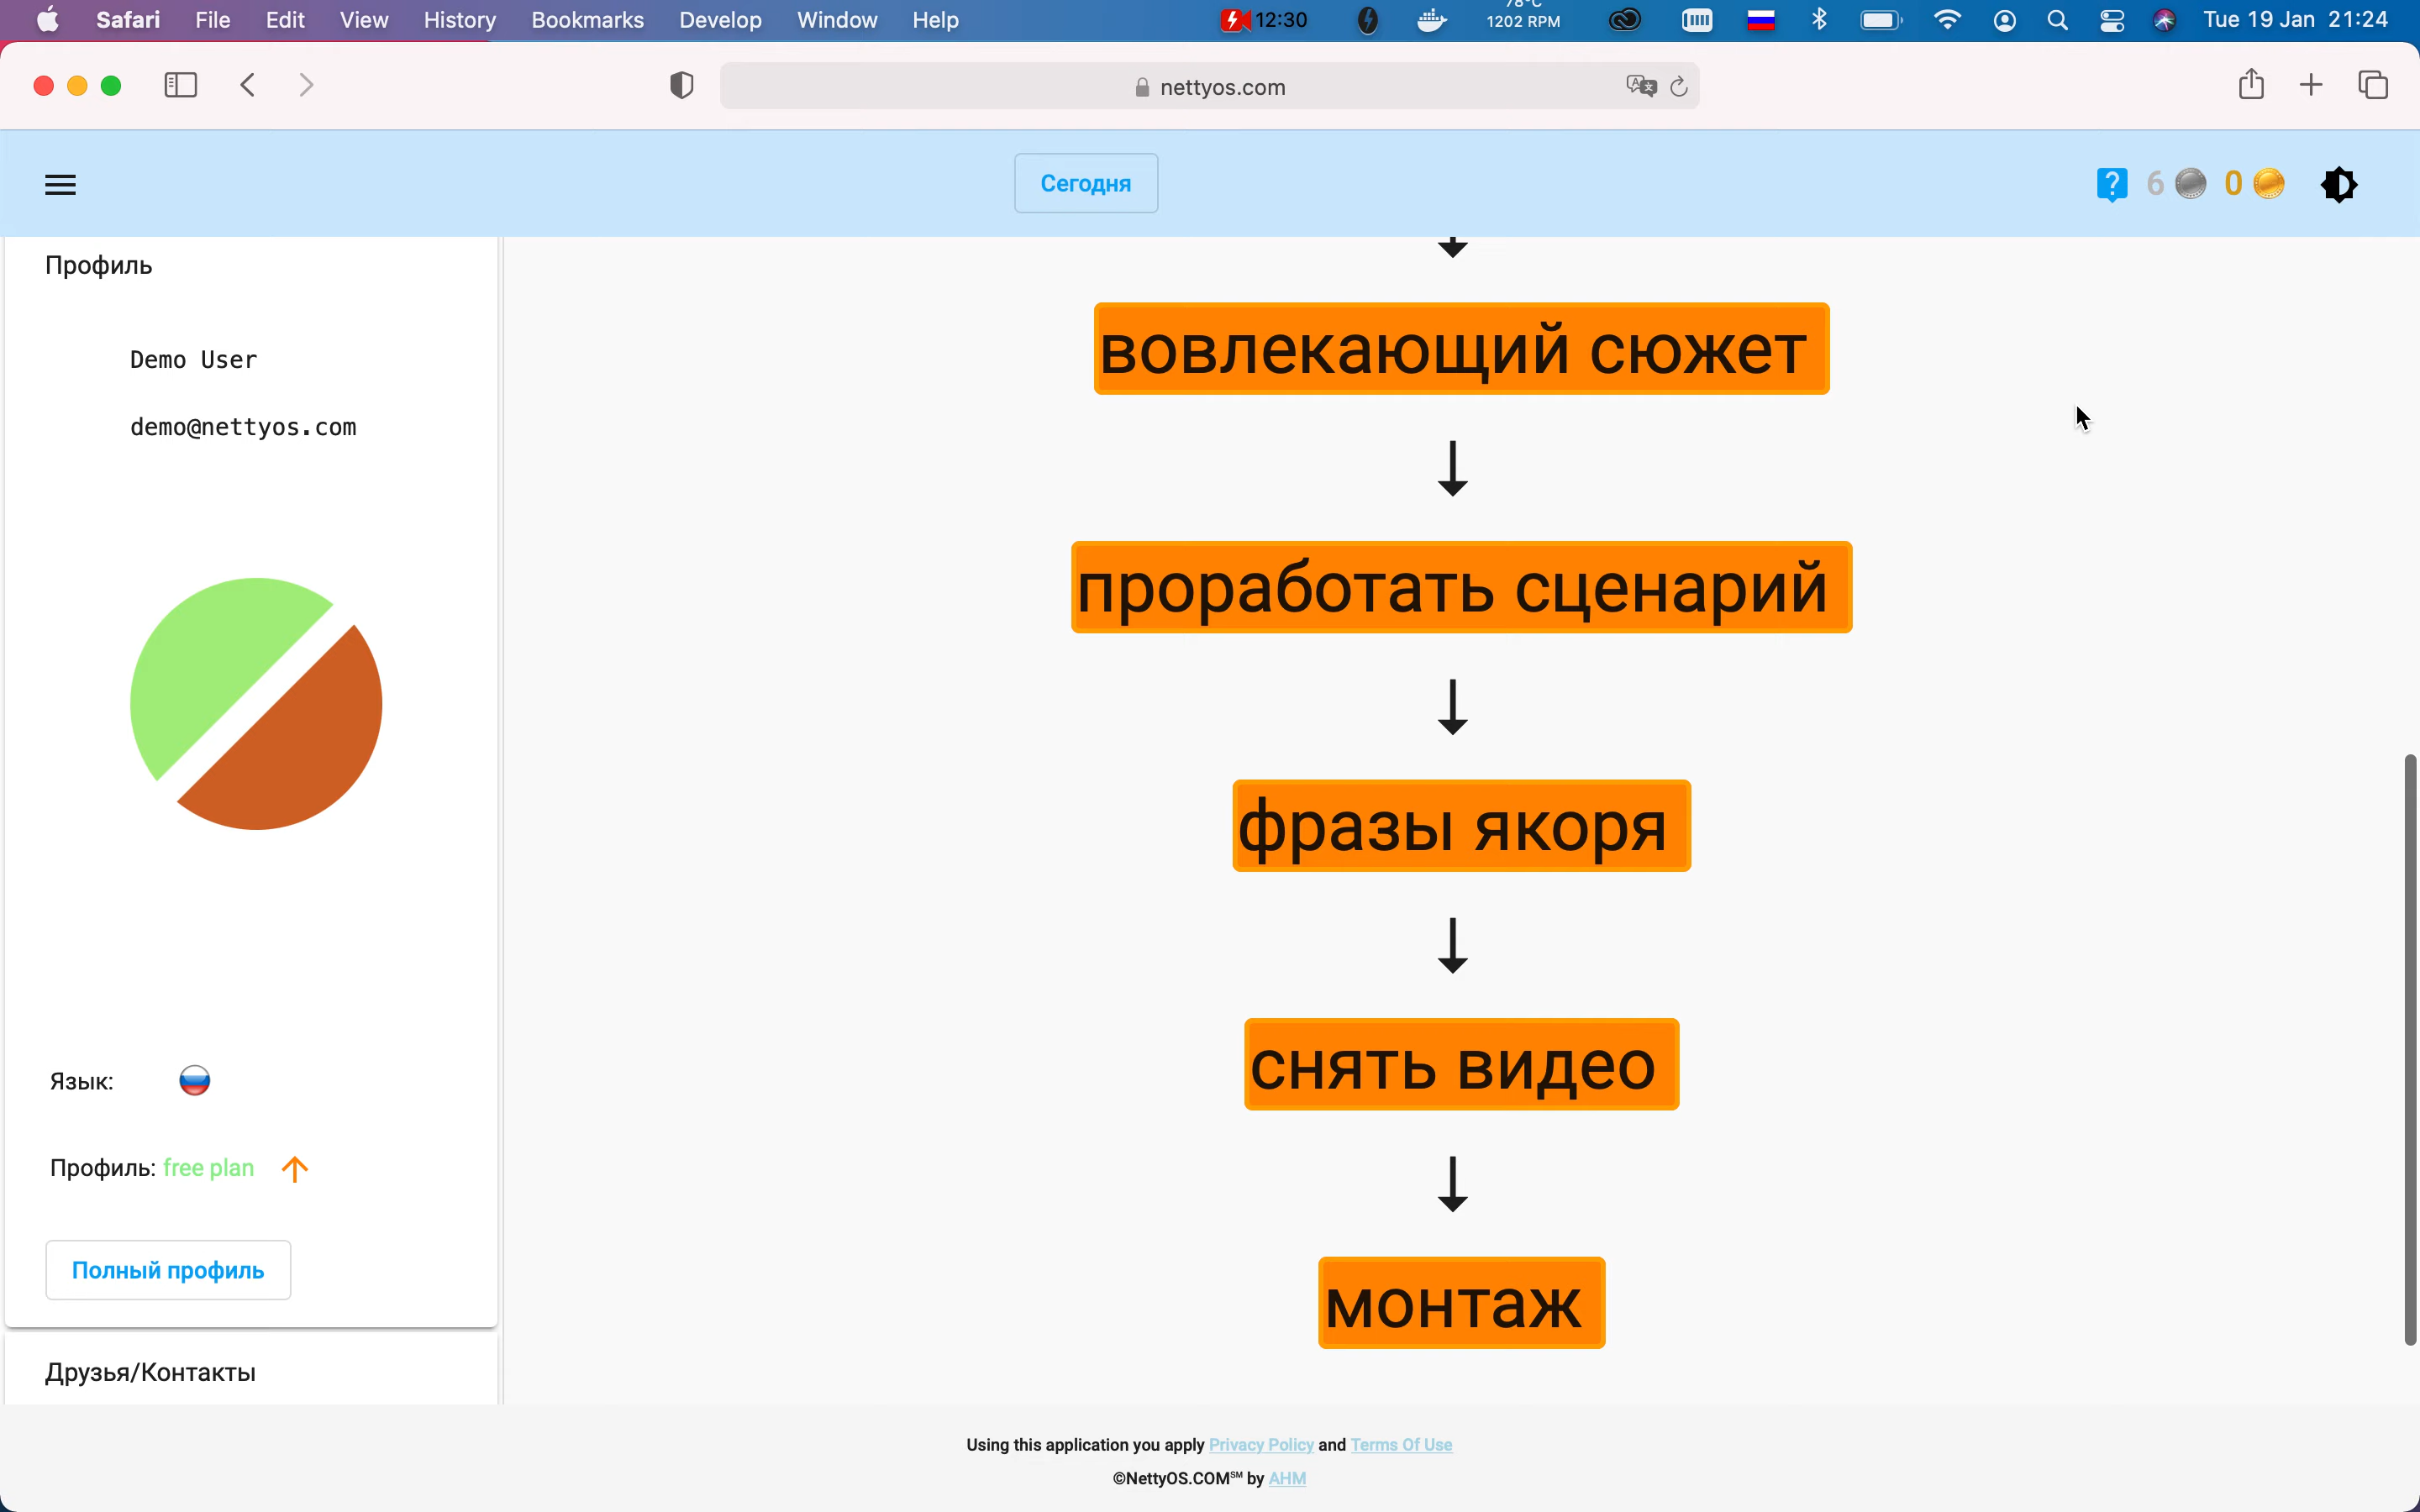 Safari File Edit View History Bookmarks Develop Window Help 12:30 78°C 1202 RPM Tue 19 Jan 21:24
nettyos.com
Сегодня
? 6 0
Профиль
Demo User
demo@nettyos.com
Язык:
Профиль: free plan
Полный профиль
Друзья/Контакты
вовлекающий сюжет
проработать сценарий
фразы якоря
снять видео
монтаж
Using this application you apply Privacy Policy and Terms Of Use
©NettyOS.COM℠ by AHM